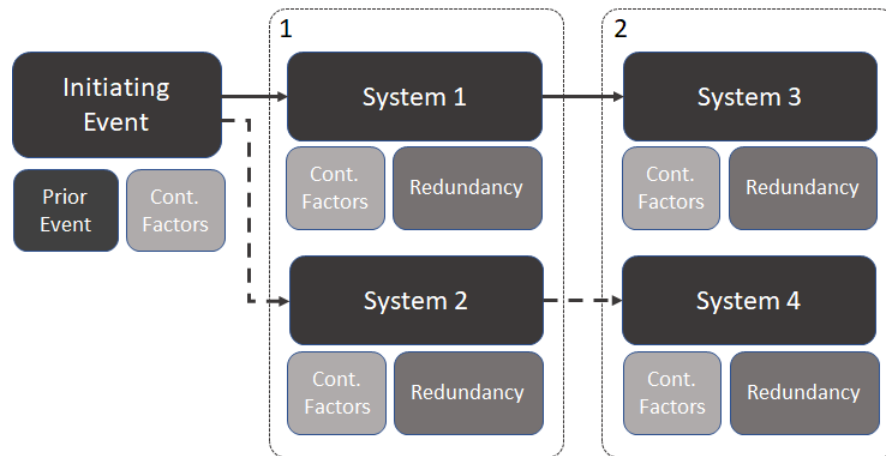 1
2
Initiating
Event
System 1
System 3
Prior
Event
Cont.
Factors
Cont.
Factors
Redundancy
Cont.
Factors
Redundancy
System 2
System 4
Cont.
Factors
Redundancy
Cont.
Factors
Redundancy